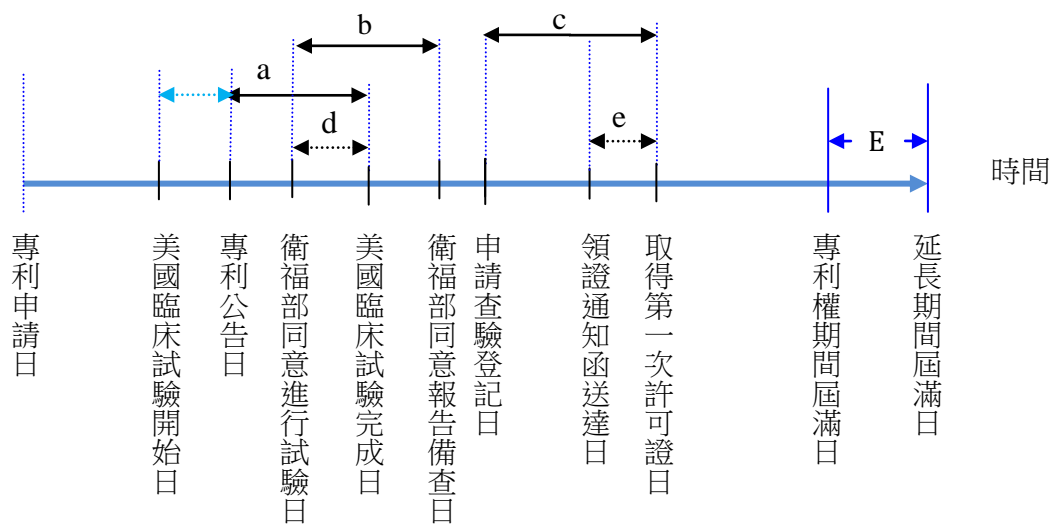 b
c
a
d
e
E
時間
專利申請日
美國臨床試驗開始日
專利公告日
衛福部同意進行試驗日
美國臨床試驗完成日
衛福部同意報告備查日
申請查驗登記日
領證通知函送達日
取得第一次許可證日
專利權期間屆滿日
延長期間屆滿日